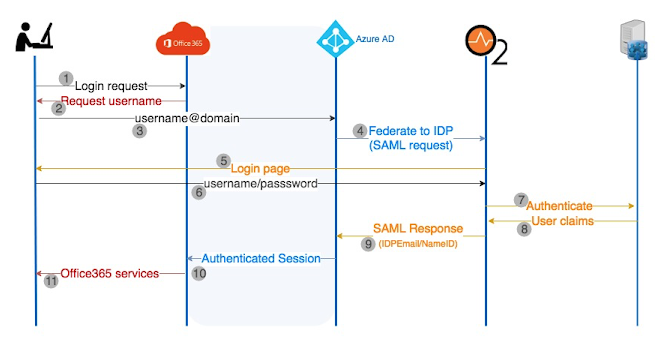 Office 365
Azure AD
2
1 Login request
2 Request username
3 username@domain
4 Federate to IDP
(SAML request)
5 Login page
6 username/passsword
7 Authenticate
8 User claims
SAML Response
9 (IDPEmail/NameID)
10 Authenticated Session
11 Office365 services